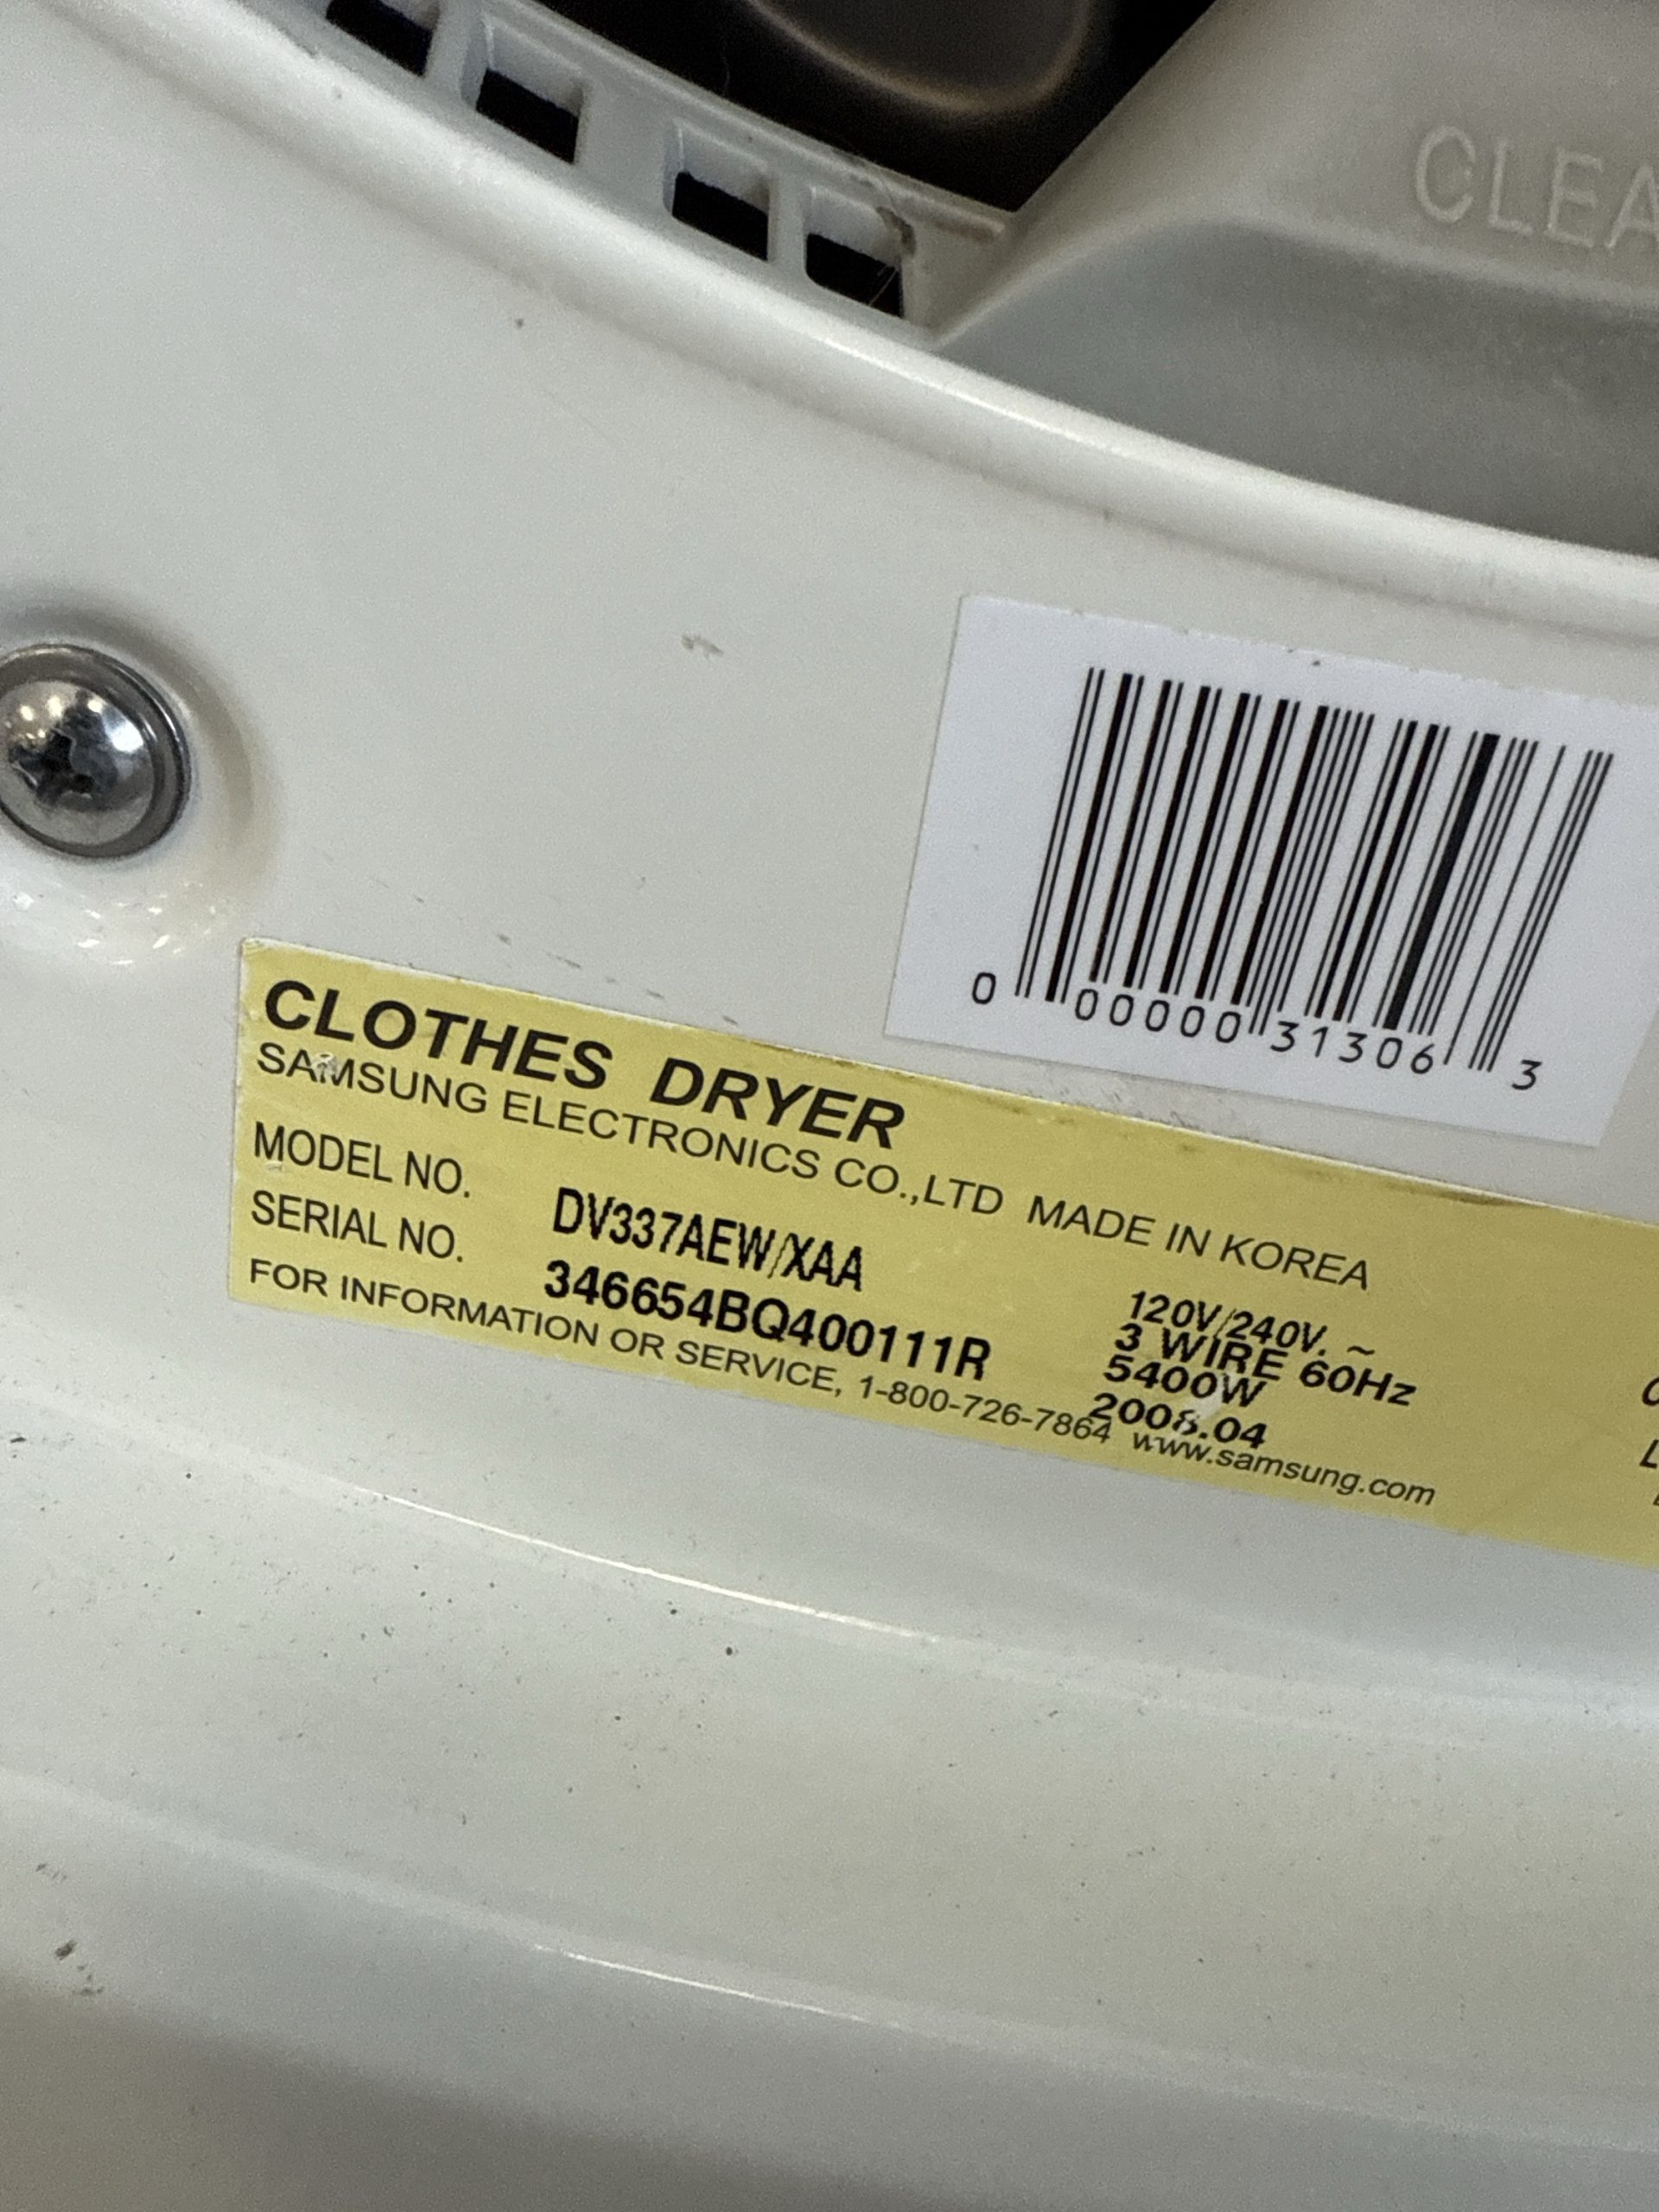 CLEA
0 00000 31306 3
CLOTHES DRYER
SAMSUNG ELECTRONICS CO.,LTD MADE IN KOREA
MODEL NO. DV337AEW/XAA
SERIAL NO. 346654BQ400111R
120V/240V. ~
3 WIRE 60Hz
5400W
2008.04
FOR INFORMATION OR SERVICE, 1-800-726-7864 www.samsung.com